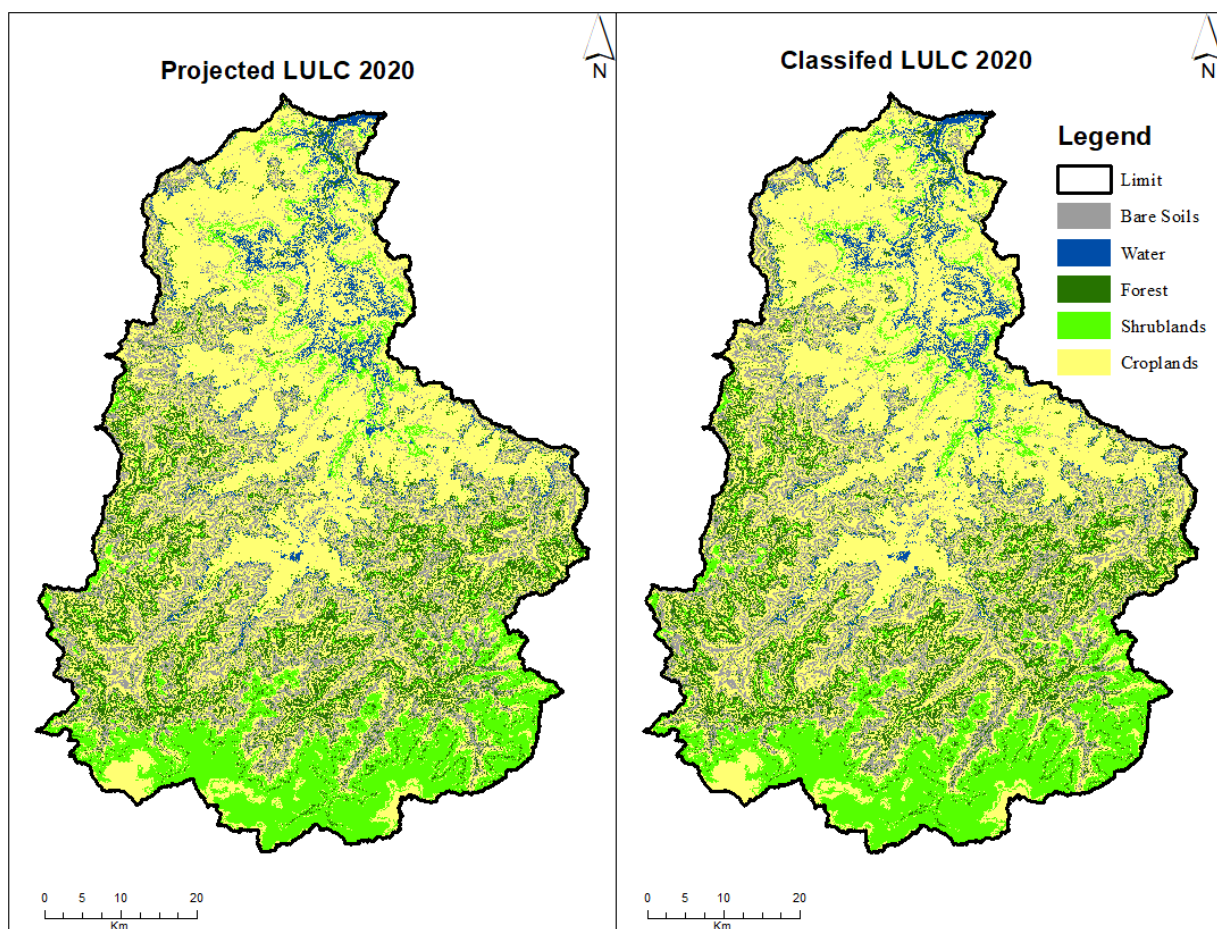 N
Projected LULC 2020
0 5 10 20
Km
N
Classifed LULC 2020
Legend
Limit
Bare Soils
Water
Forest
Shrublands
Croplands
0 5 10 20
Km